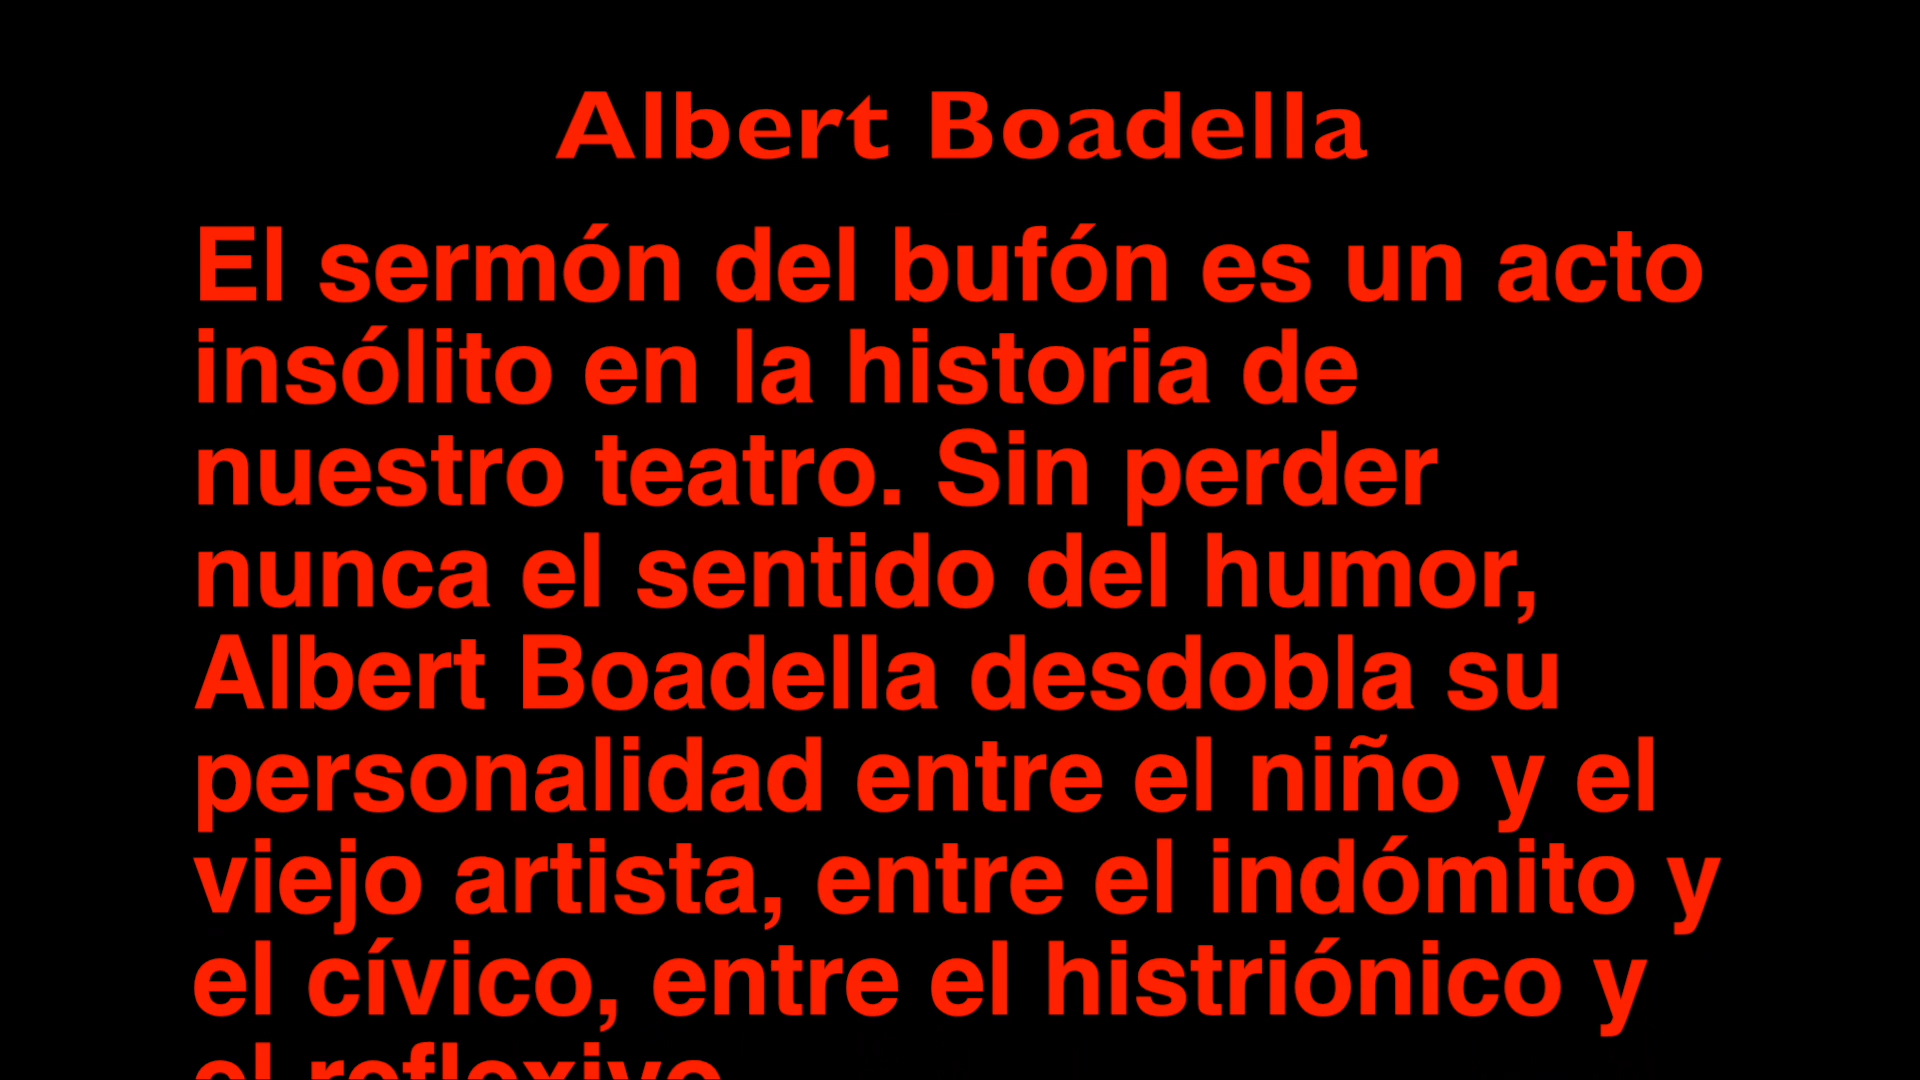 Albert Boadella
El sermón del bufón es un acto
insólito en la historia de
nuestro teatro. Sin perder
nunca el sentido del humor,
Albert Boadella desdobla su
personalidad entre el niño y el
viejo artista, entre el indómito y
el cívico, entre el histriónico y
el reflexivo